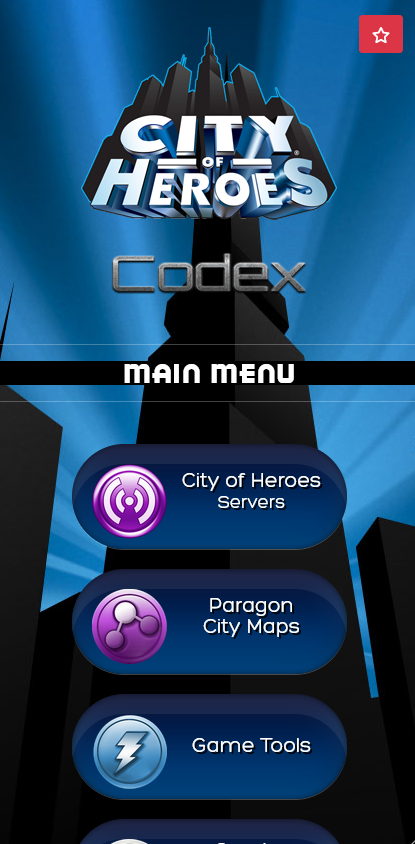 CITY
OF
HEROES®
Codex
MAIN MENU
City of Heroes
Servers
Paragon
City Maps
Game Tools